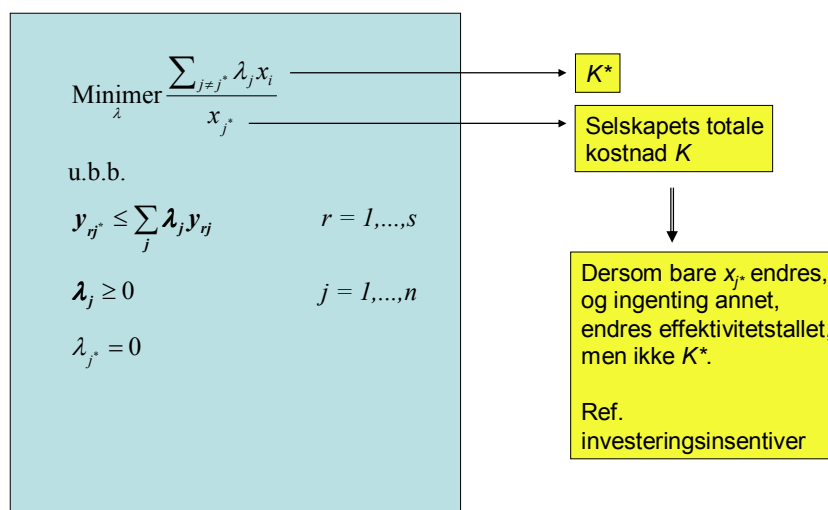 Minimer_λ (∑_{j≠j*} λ_j x_i) / x_{j*}
u.b.b.
y_{rj*} ≤ ∑_j λ_j y_{rj}    r = 1,...,s
λ_j ≥ 0    j = 1,...,n
λ_{j*} = 0
K*
Selskapets totale
kostnad K
Dersom bare x_{j*} endres,
og ingenting annet,
endres effektivitetstallet,
men ikke K*.
Ref.
investeringsinsentiver